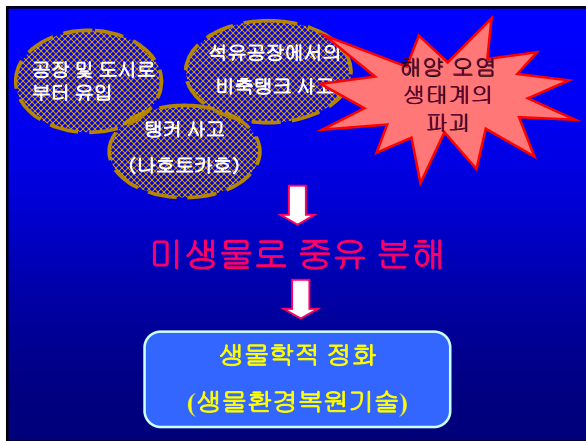 공장 및 도시로
부터 유입
석유공장에서의
비축탱크 사고
탱커 사고
(나호토카호)
해양 오염
생태계의
파괴
미생물로 중유 분해
생물학적 정화
(생물환경복원기술)